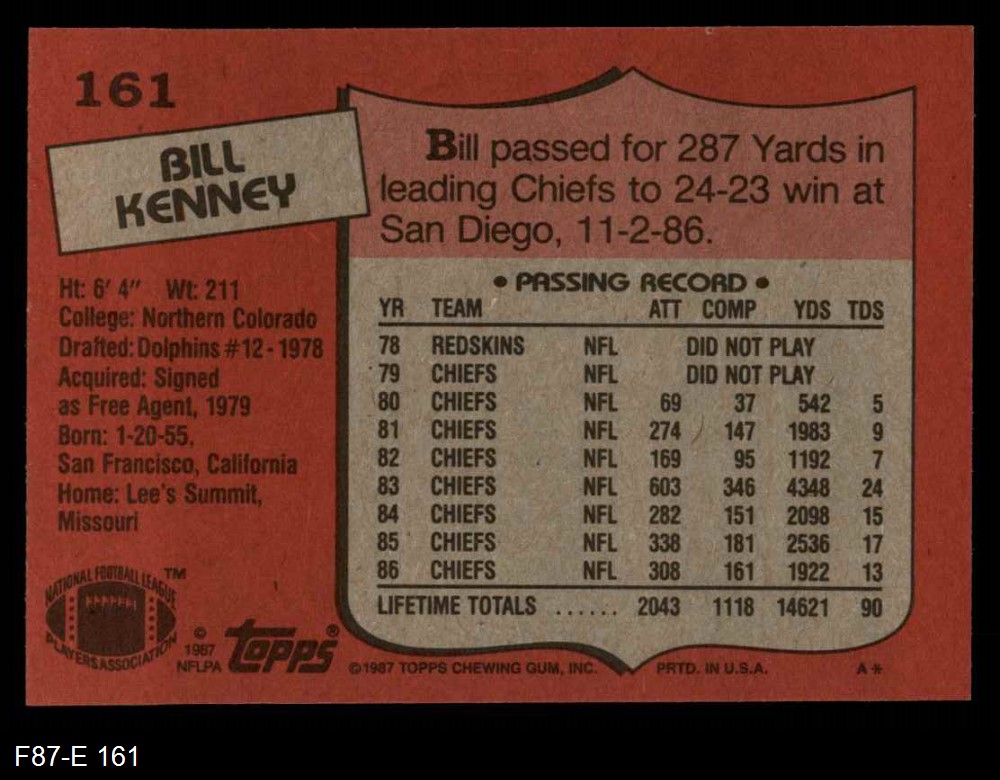 161
BILL
KENNEY
Bill passed for 287 Yards in
leading Chiefs to 24-23 win at
San Diego, 11-2-86.
Ht: 6' 4" Wt: 211
College: Northern Colorado
Drafted: Dolphins #12-1978
Acquired: Signed
as Free Agent, 1979
Born: 1-20-55,
San Francisco, California
Home: Lee's Summit,
Missouri
• PASSING RECORD •
YR TEAM ATT COMP YDS TDS
78 REDSKINS NFL DID NOT PLAY
79 CHIEFS NFL DID NOT PLAY
80 CHIEFS NFL 69 37 542 5
81 CHIEFS NFL 274 147 1983 9
82 CHIEFS NFL 169 95 1192 7
83 CHIEFS NFL 603 346 4348 24
84 CHIEFS NFL 282 151 2098 15
85 CHIEFS NFL 338 181 2536 17
86 CHIEFS NFL 308 161 1922 13
LIFETIME TOTALS ...... 2043 1118 14621 90
NATIONAL FOOTBALL LEAGUE ™
PLAYERS ASSOCIATION
© 1987
NFLPA
topps®
©1987 TOPPS CHEWING GUM, INC. PRTD. IN U.S.A. A*
F87-E 161